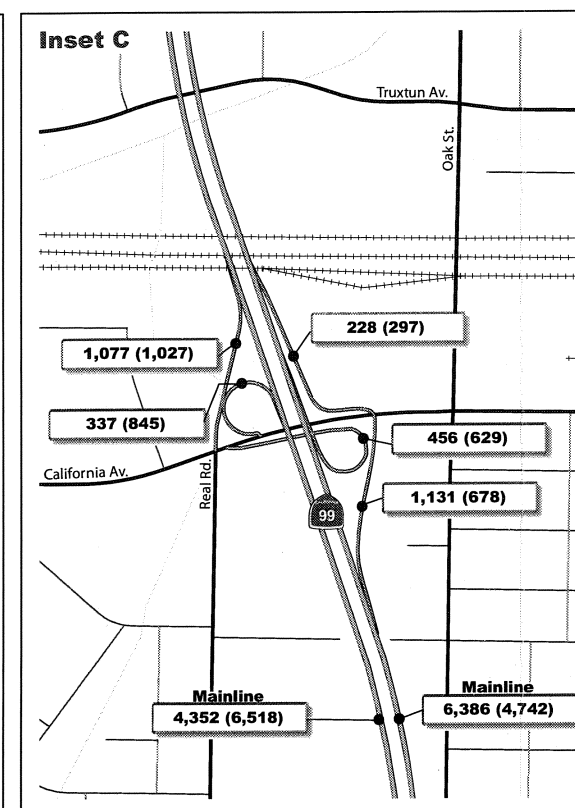 Inset C
Truxtun Av.
Oak St.
228 (297)
1,077 (1,027)
337 (845)
456 (629)
California Av.
Real Rd.
1,131 (678)
99
Mainline
4,352 (6,518)
Mainline
6,386 (4,742)